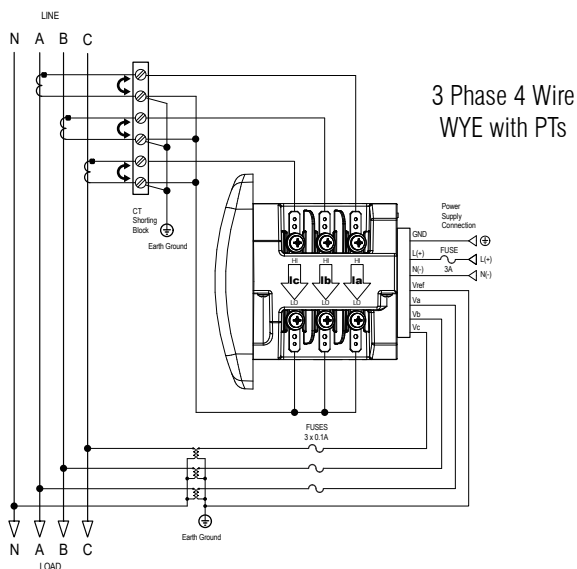 LINE
N A B C
3 Phase 4 Wire
WYE with PTs
CT
Shorting
Block
Earth Ground
Power
Supply
Connection
GND
L(+)
FUSE
L(+)
N(-)
3A
N(-)
Vref
Va
Vb
Vc
HI HI HI
Ic Ib Ia
LO LO LO
FUSES
3 x 0.1A
Earth Ground
N A B C
LOAD